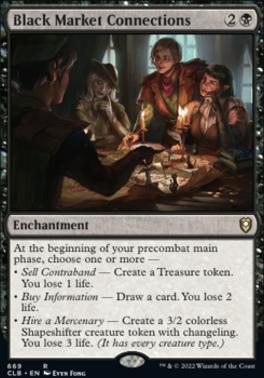 Black Market Connections 2
Enchantment
At the beginning of your precombat main
phase, choose one or more —
• Sell Contraband — Create a Treasure token.
You lose 1 life.
• Buy Information — Draw a card. You lose 2
life.
• Hire a Mercenary — Create a 3/2 colorless
Shapeshifter creature token with changeling.
You lose 3 life. (It has every creature type.)
669 R
CLB • EN Evyn Fong
™ & © 2022 Wizards of the Coast